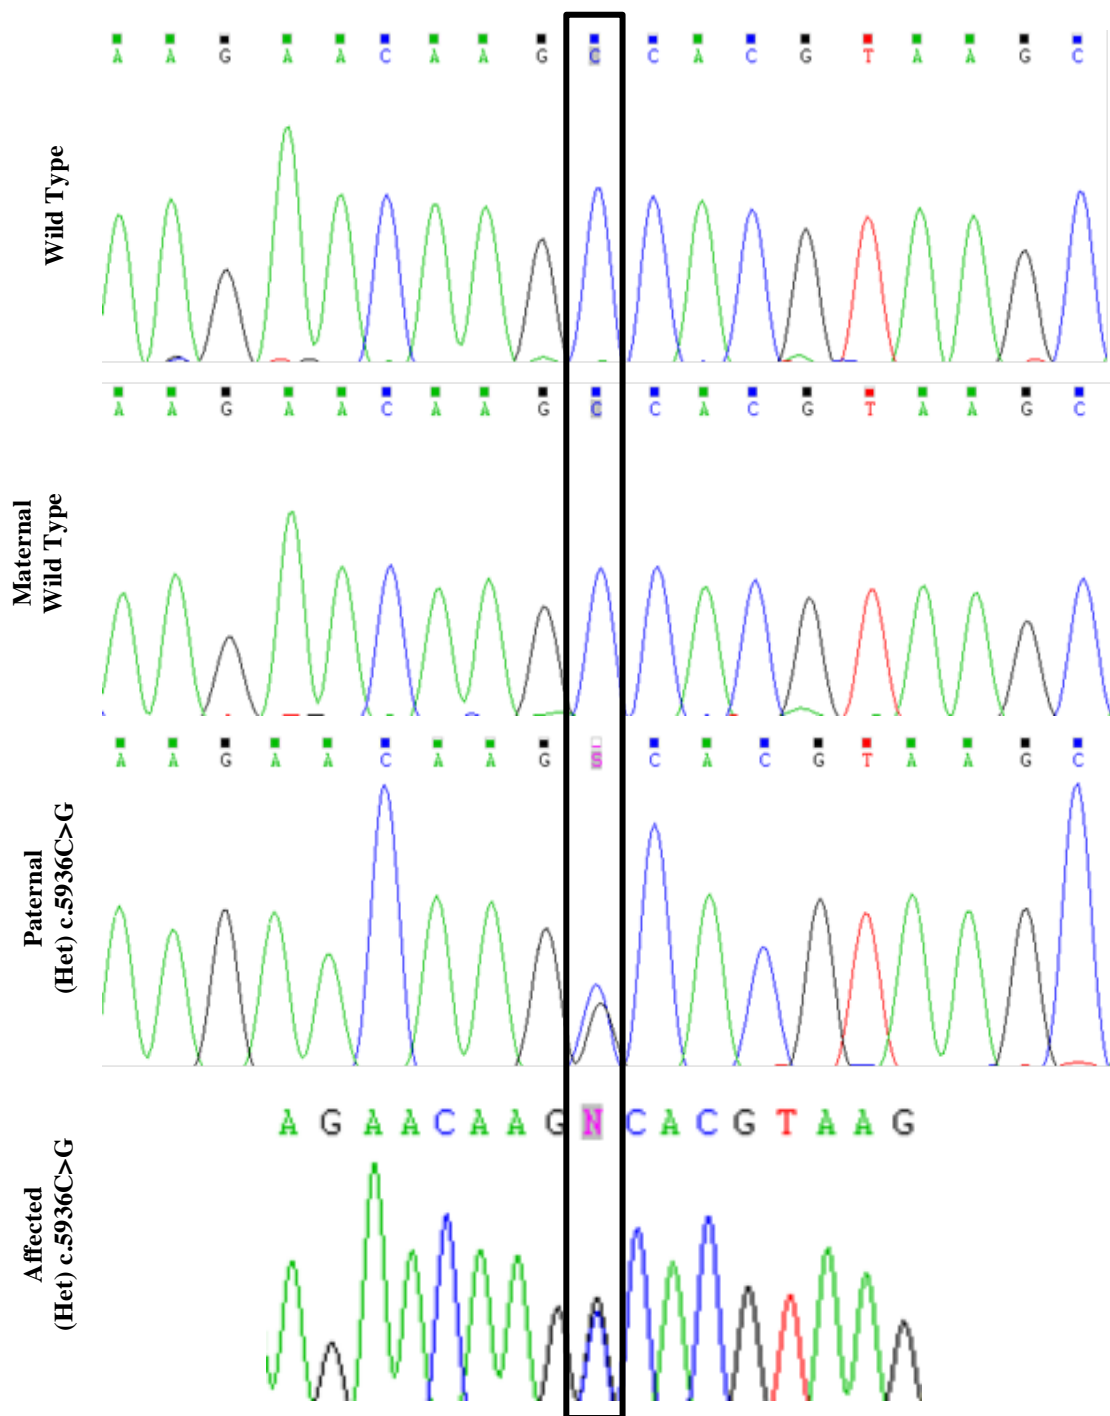 A A G A A C A A G C C A C G T A A G C
Wild Type
A A G A A C A A G C C A C G T A A G C
Maternal
Wild Type
A A G A A C A A G S C A C G T A A G C
Paternal
(Het) c.5936C>G
A G A A C A A G N C A C G T A A G
Affected
(Het) c.5936C>G